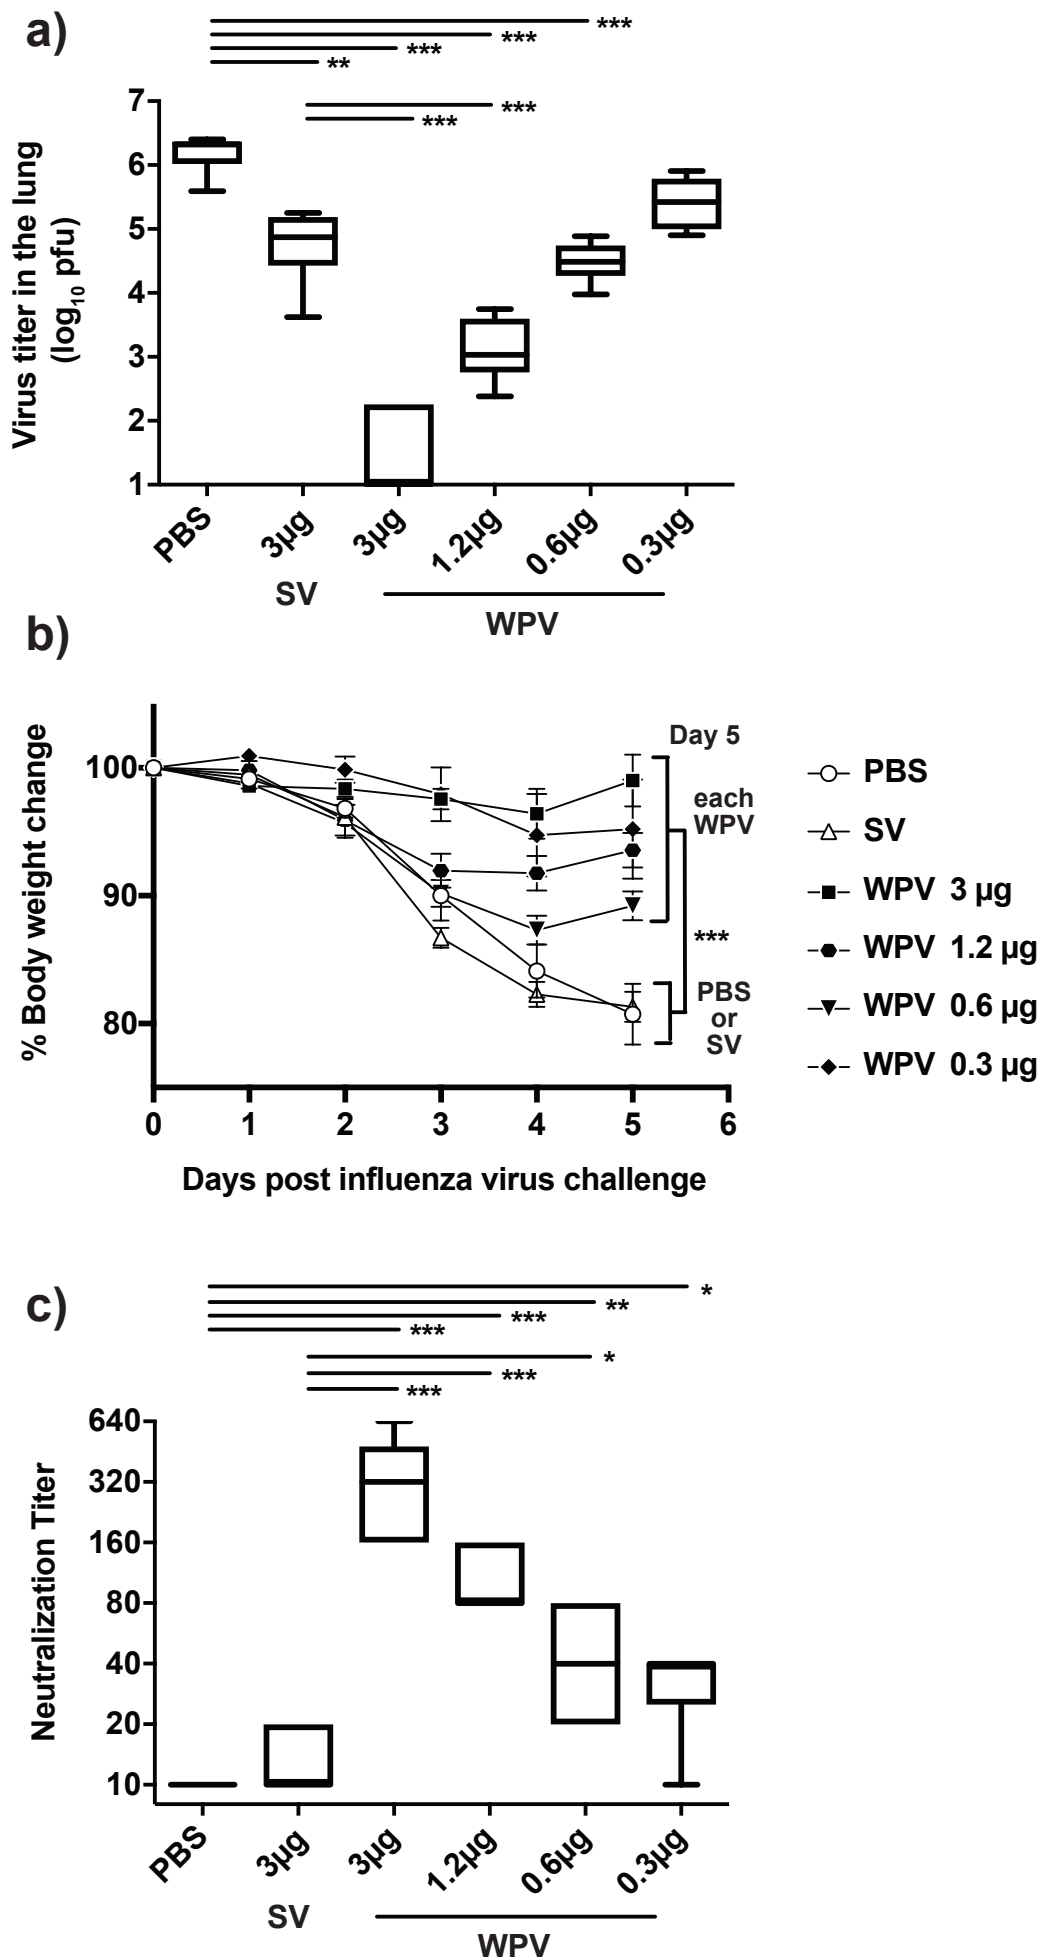 a)
***
***
***
**
***
***
Virus titer in the lung
(log10 pfu)
7
6
5
4
3
2
1
PBS
3µg
3µg
1.2µg
0.6µg
0.3µg
SV
WPV
b)
% Body weight change
100
90
80
0 1 2 3 4 5 6
Days post influenza virus challenge
Day 5
each
WPV
***
PBS
or
SV
PBS
SV
WPV 3 µg
WPV 1.2 µg
WPV 0.6 µg
WPV 0.3 µg
c)
*
**
***
***
*
***
***
Neutralization Titer
640
320
160
80
40
20
10
PBS
3µg
3µg
1.2µg
0.6µg
0.3µg
SV
WPV